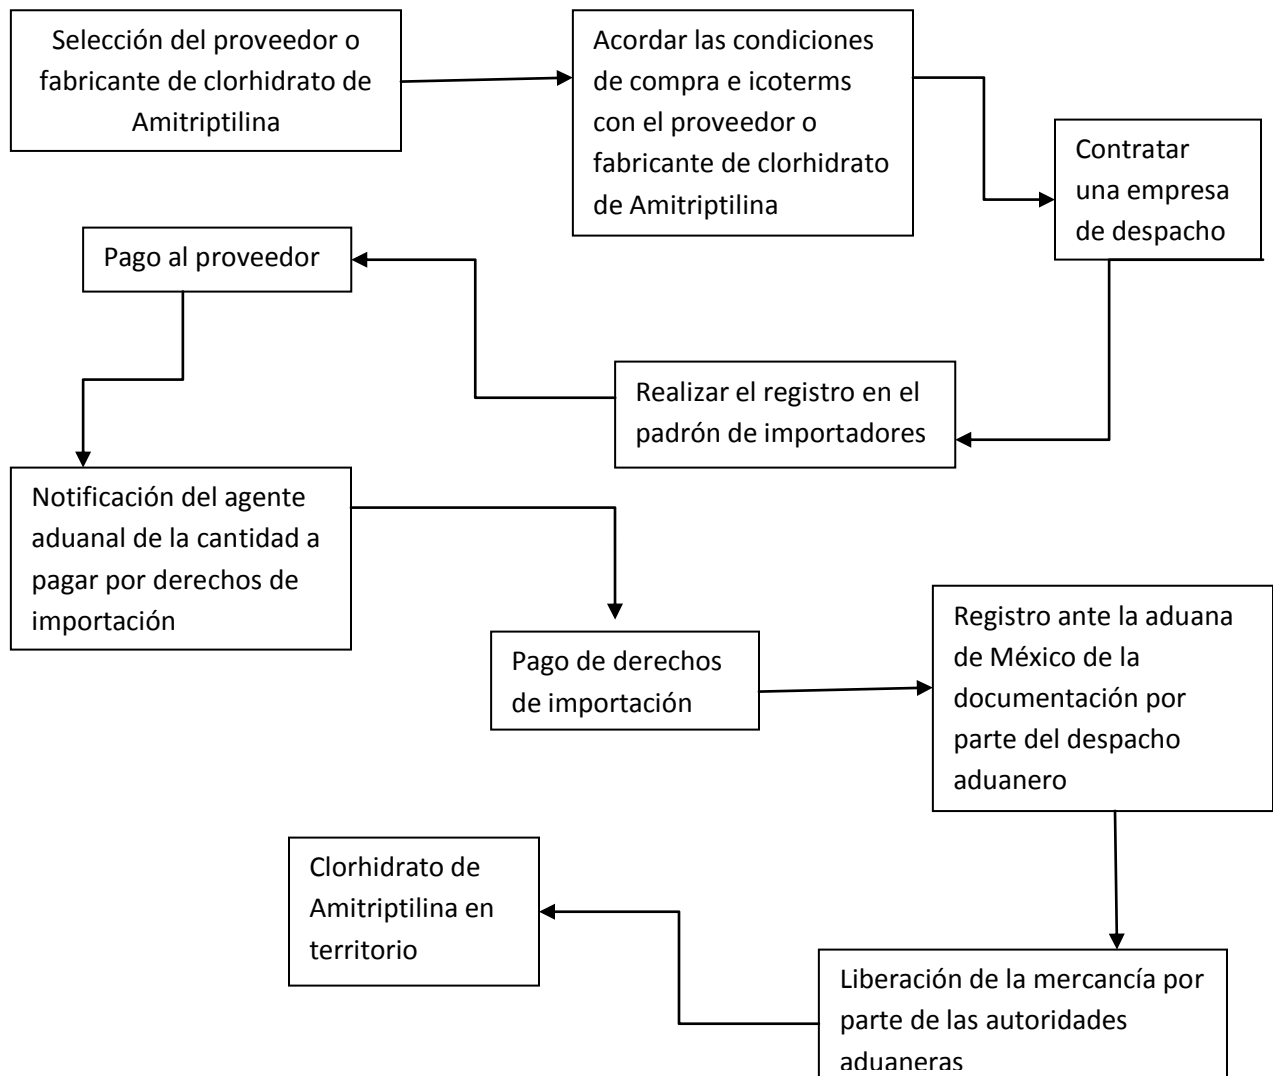 Selección del proveedor o
fabricante de clorhidrato de
Amitriptilina
Acordar las condiciones
de compra e icoterms
con el proveedor o
fabricante de clorhidrato
de Amitriptilina
Contratar
una empresa
de despacho
Realizar el registro en el
padrón de importadores
Pago al proveedor
Notificación del agente
aduanal de la cantidad a
pagar por derechos de
importación
Pago de derechos
de importación
Registro ante la aduana
de México de la
documentación por
parte del despacho
aduanero
Liberación de la mercancía por
parte de las autoridades
aduaneras
Clorhidrato de
Amitriptilina en
territorio